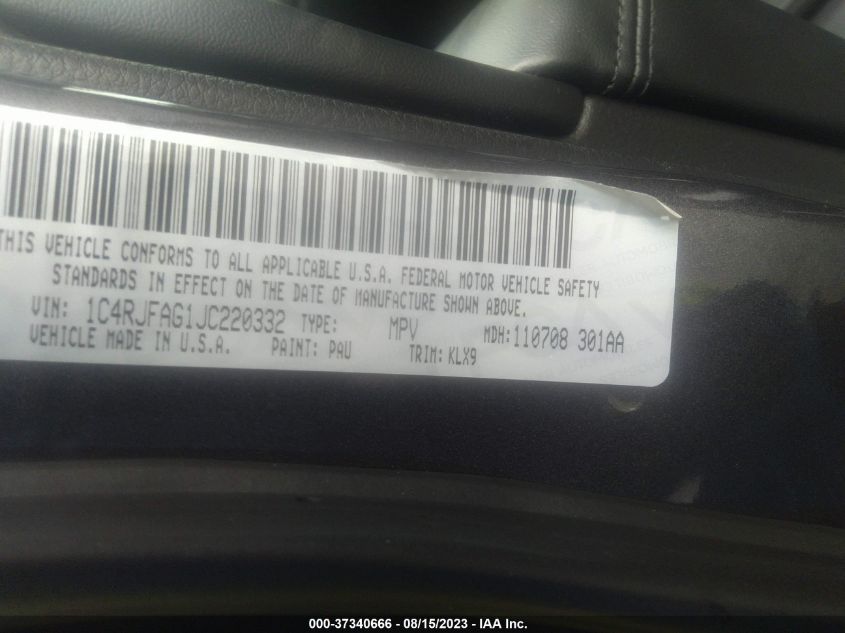 THIS VEHICLE CONFORMS TO ALL APPLICABLE U.S.A. FEDERAL MOTOR VEHICLE SAFETY
STANDARDS IN EFFECT ON THE DATE OF MANUFACTURE SHOWN ABOVE.
VIN: 1C4RJFAG1JC220332 TYPE: MPV MDH:110708 301AA
VEHICLE MADE IN U.S.A. PAINT: PAU TRIM: KLX9
000-37340666 - 08/15/2023 - IAA Inc.